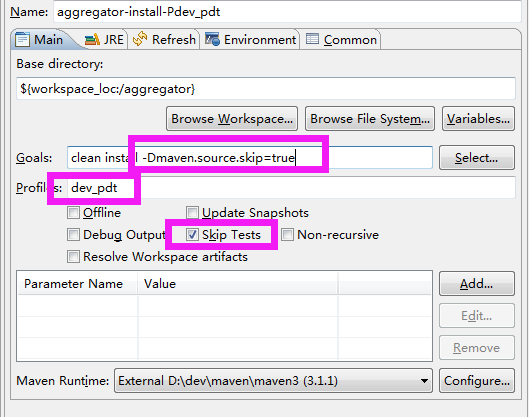 Name: aggregator-install-Pdev_pdt
Main JRE Refresh Environment Common
Base directory:
${workspace_loc:/aggregator}
Browse Workspace... Browse File System... Variables...
Goals: clean install -Dmaven.source.skip=true Select...
Profiles: dev_pdt
Offline Update Snapshots
Debug Output Skip Tests Non-recursive
Resolve Workspace artifacts
Parameter Name Value Add...
Edit...
Remove
Maven Runtime: External D:\dev\maven\maven3 (3.1.1) Configure...